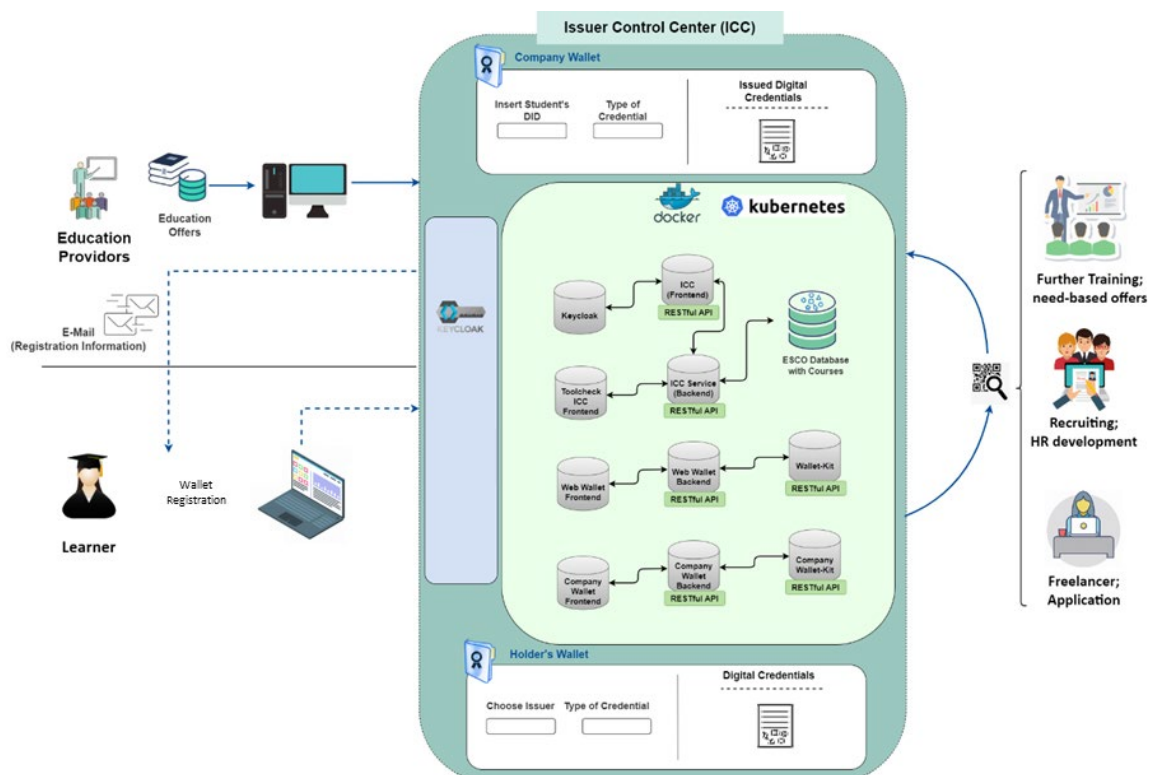 Issuer Control Center (ICC)
Company Wallet
Insert Student's
DID
Type of
Credential
Issued Digital
Credentials
docker
kubernetes
Education
Offers
Education
Providors
E-Mail
(Registration Information)
KEYCLOAK
Keycloak
ICC
(Frontend)
RESTful API
ESCO Database
with Courses
Toolcheck
ICC
Frontend
ICC Service
(Backend)
RESTful API
Web Wallet
Frontend
Web Wallet
Backend
RESTful API
Wallet-Kit
RESTful API
Company
Wallet
Frontend
Company
Wallet
Backend
RESTful API
Company
Wallet-Kit
RESTful API
Wallet
Registration
Learner
Further Training;
need-based offers
Recruiting;
HR development
Freelancer;
Application
Holder's Wallet
Choose Issuer
Type of Credential
Digital Credentials